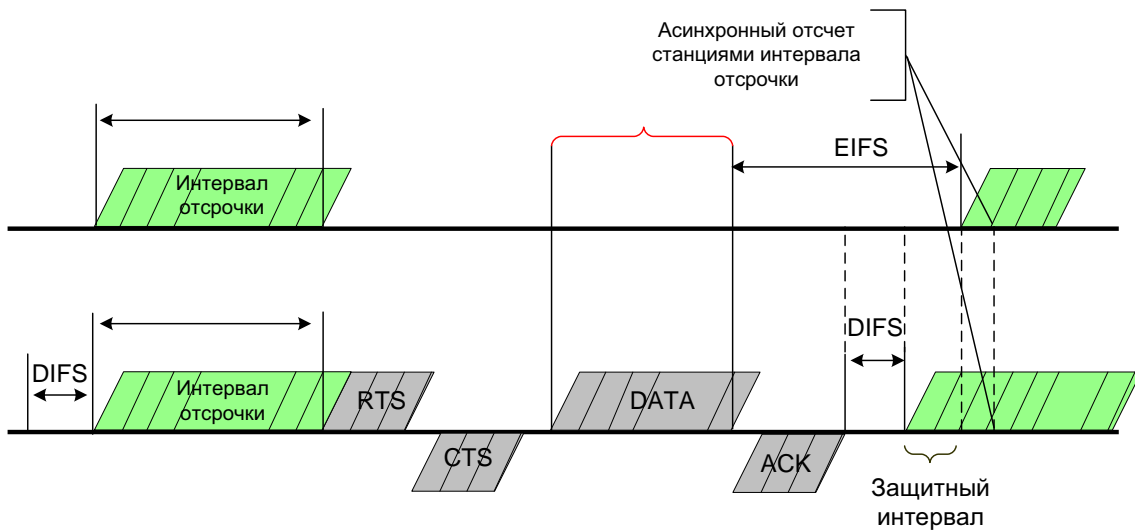 Асинхронный отсчет
станциями интервала
отсрочки
EIFS
Интервал
отсрочки
DIFS
DIFS
Интервал
отсрочки
RTS
DATA
CTS
ACK
Защитный
интервал